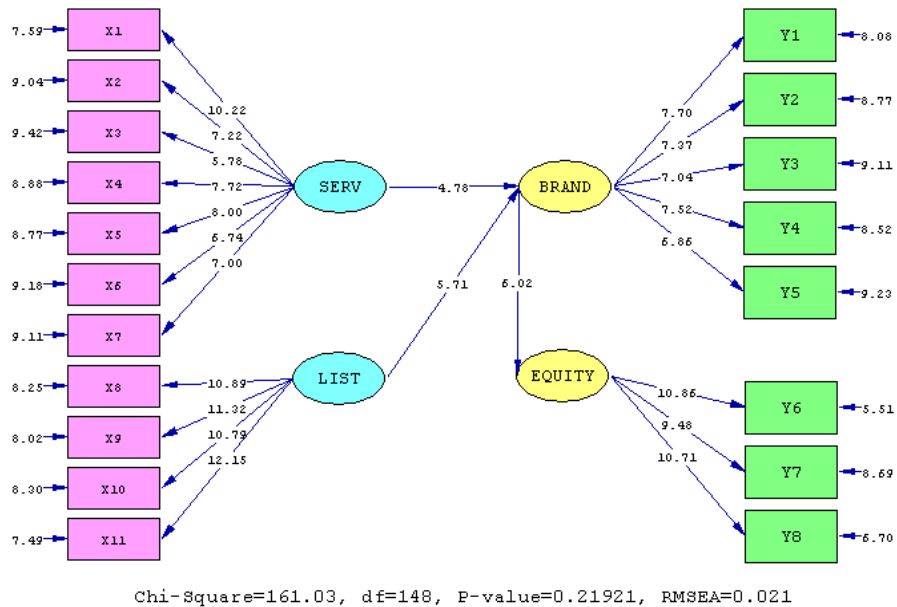 7.59 X1 Y1 8.08
9.04 X2 10.22 7.70 Y2 8.77
9.42 X3 7.22 7.37
5.78 Y3 9.11
8.88 X4 7.72 SERV 4.78 BRAND 7.04
8.77 X5 8.00 7.52 Y4 8.52
6.74 6.86
9.18 X6 7.00 5.71 6.02 Y5 9.23
9.11 X7
8.25 X8 10.89 LIST EQUITY 10.86 Y6 6.51
8.02 X9 11.32 9.48
10.79 10.71 Y7 8.69
8.30 X10 12.15
7.49 X11 Y8 6.70
Chi-Square=161.03, df=148, P-value=0.21921, RMSEA=0.021